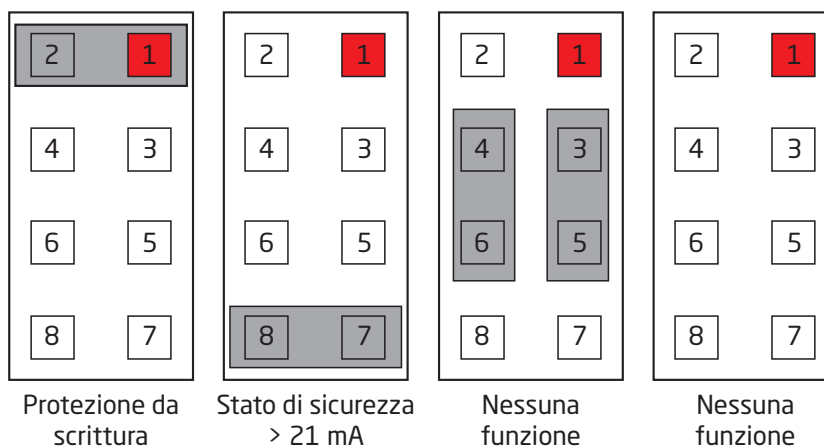 2 1 2 1 2 1 2 1
4 3 4 3 4 3 4 3
6 5 6 5 6 5 6 5
8 7 8 7 8 7 8 7
Protezione da Stato di sicurezza Nessuna Nessuna
scrittura > 21 mA funzione funzione